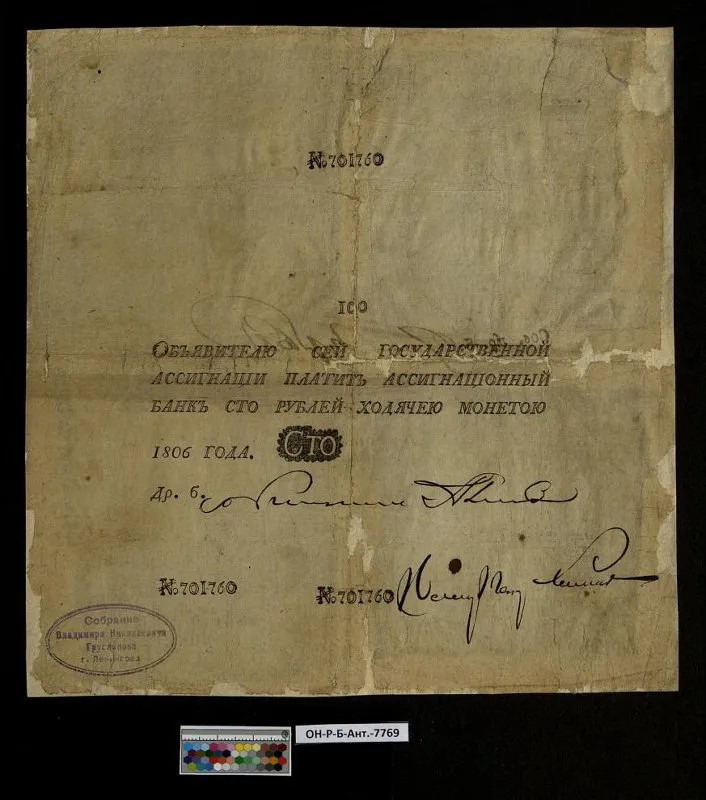 №701760
100
ОБЪЯВИТЕЛЮ СЕЙ ГОСУДАРСТВЕННОЙ
АССИГНАЦІИ ПЛАТИТЪ АССИГНАЦІОННЫЙ
БАНКЪ СТО РУБЛЕЙ ХОДЯЧЕЮ МОНЕТОЮ
1806 ГОДА. СТО
Др. б.
№701760 №701760
Собрание
Владимира Николаевича
Грусланова
г. Ленинград
ОН-Р-Б-Ант.-7769